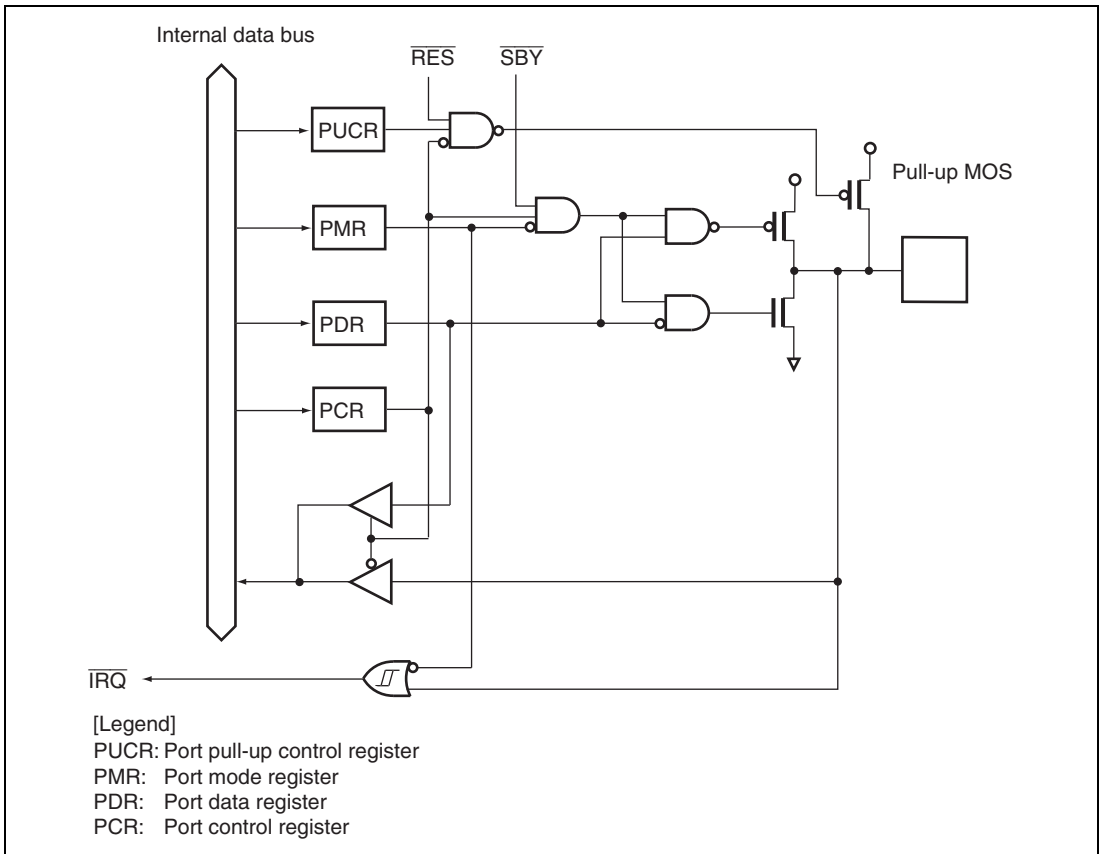 Internal data bus
RES
SBY
PUCR
Pull-up MOS
PMR
PDR
PCR
IRQ
[Legend]
PUCR: Port pull-up control register
PMR: Port mode register
PDR: Port data register
PCR: Port control register